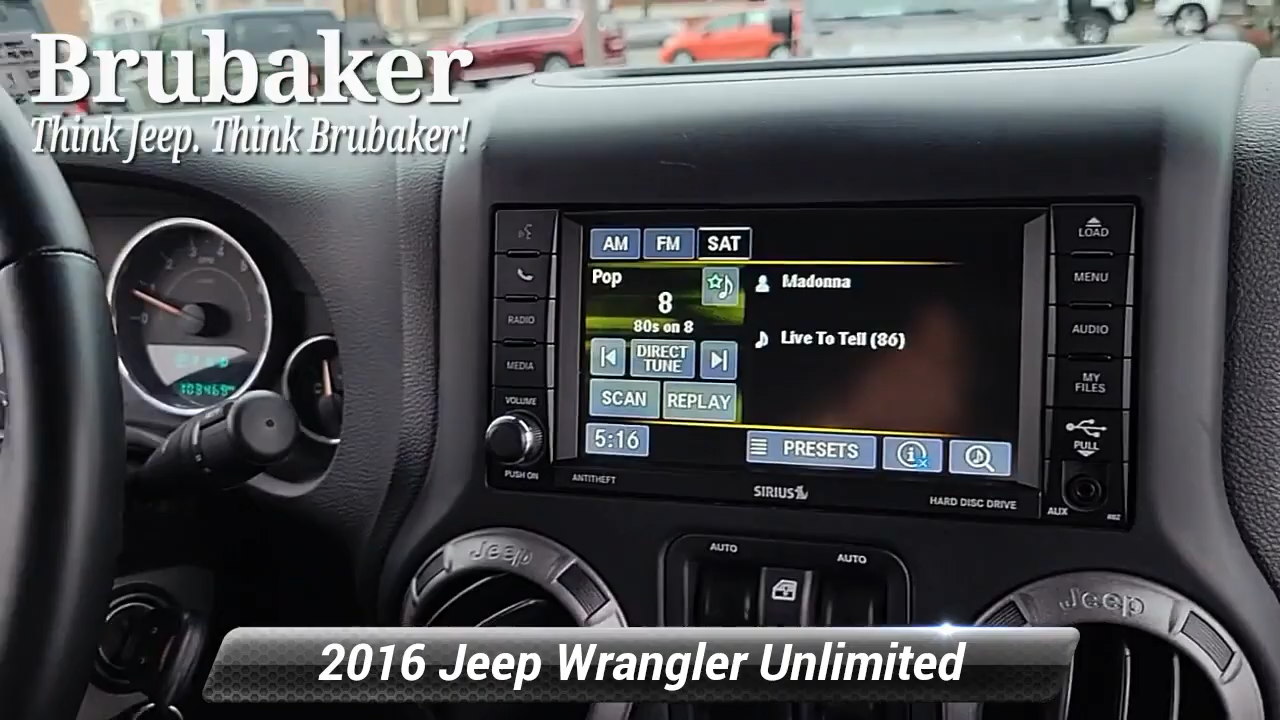 Brubaker
Think Jeep. Think Brubaker!
AM FM SAT
Pop
8
80s on 8
DIRECT
TUNE
SCAN REPLAY
5:16
Madonna
Live To Tell (86)
PRESETS
RADIO
MEDIA
VOLUME
PUSH ON
ANTITHEFT
SIRIUS
HARD DISC DRIVE
LOAD
MENU
AUDIO
MY
FILES
PULL
AUX
AUTO AUTO
Jeep
Jeep
2016 Jeep Wrangler Unlimited